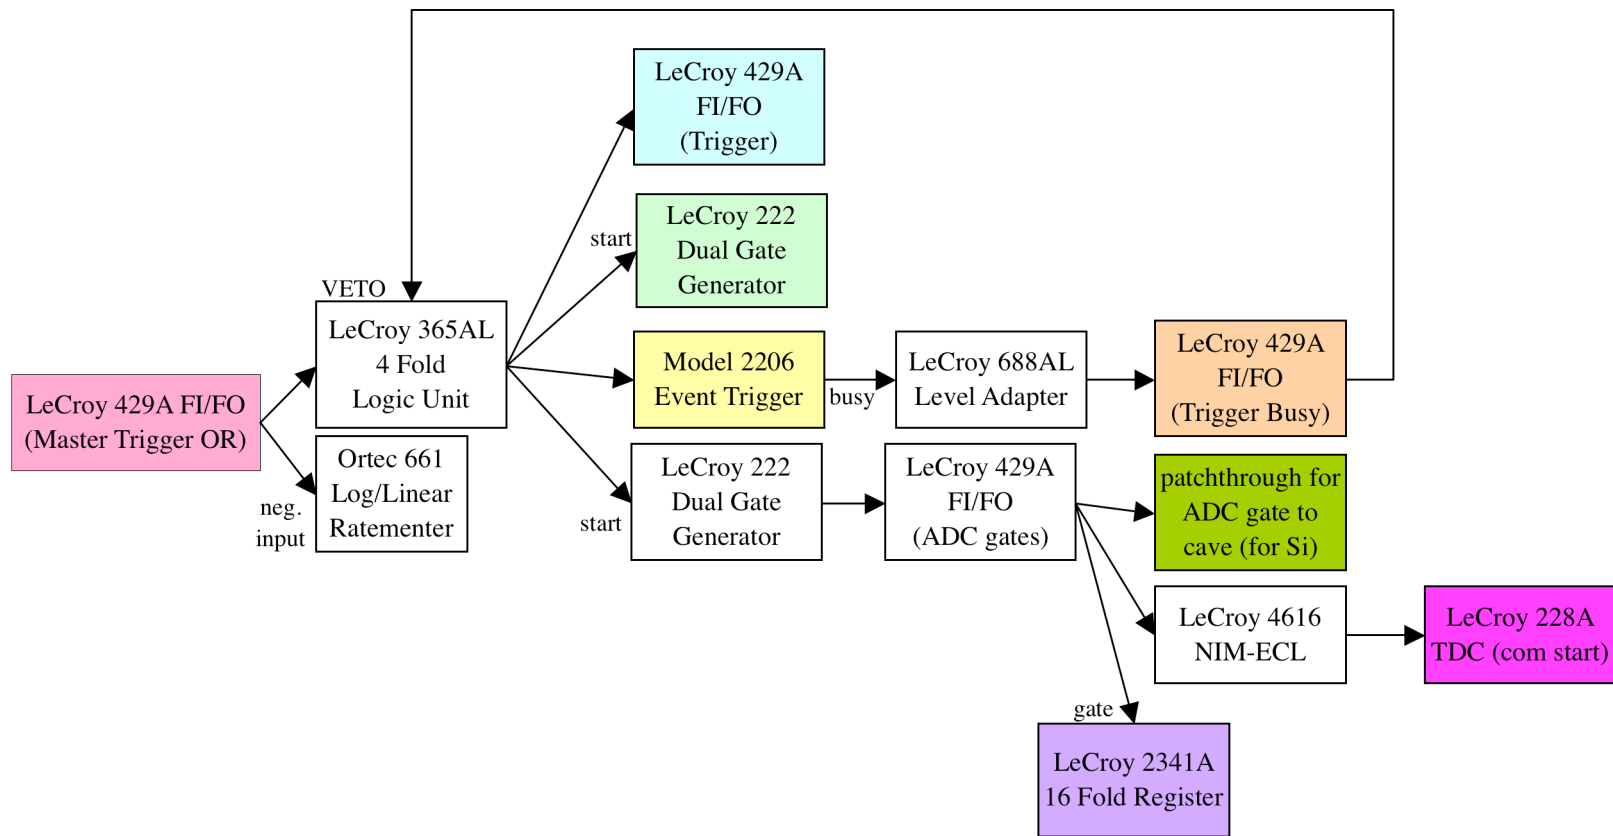 LeCroy 429A
FI/FO
(Trigger)
LeCroy 222
Dual Gate
Generator
start
VETO
LeCroy 365AL
4 Fold
Logic Unit
Model 2206
Event Trigger
busy
LeCroy 688AL
Level Adapter
LeCroy 429A
FI/FO
(Trigger Busy)
LeCroy 429A FI/FO
(Master Trigger OR)
neg.
input
Ortec 661
Log/Linear
Ratementer
start
LeCroy 222
Dual Gate
Generator
LeCroy 429A
FI/FO
(ADC gates)
patchthrough for
ADC gate to
cave (for Si)
LeCroy 4616
NIM-ECL
LeCroy 228A
TDC (com start)
gate
LeCroy 2341A
16 Fold Register